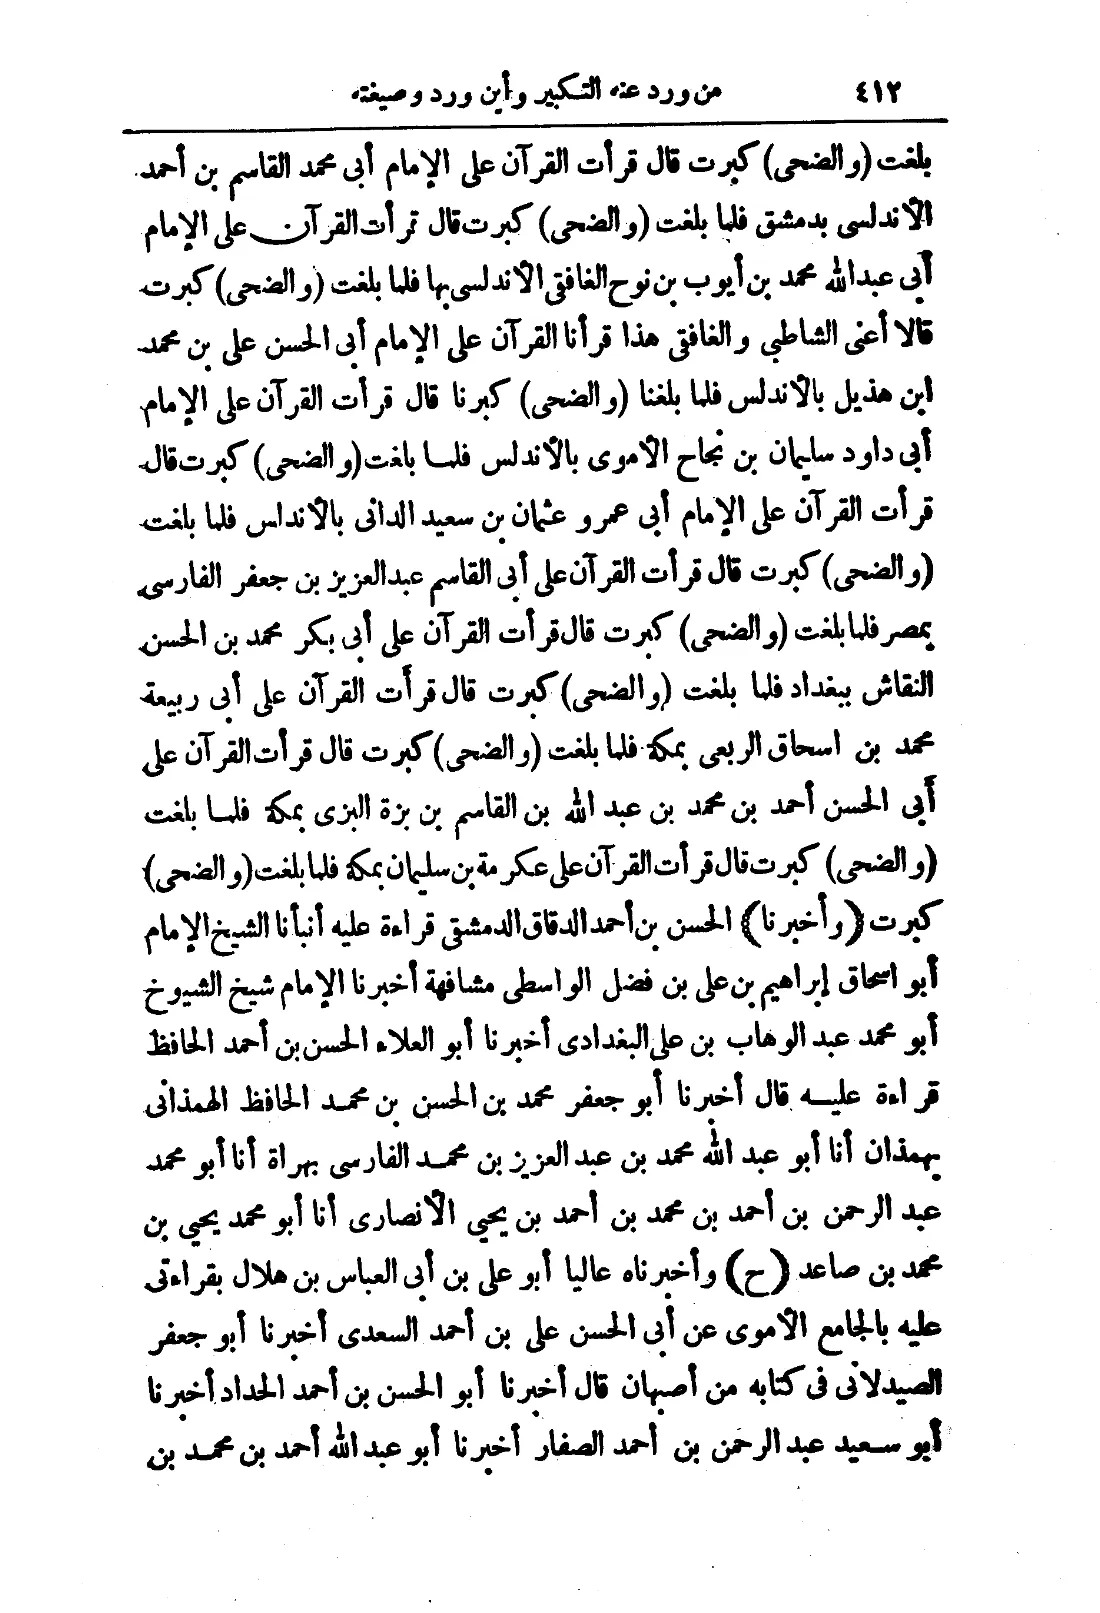 ٤١٢ من ورد عنه التكبير وأين ورد وصيغته
بلغت (والضحى) كبرت قال قرأت القرآن على الإمام أبى محمد القاسم بن أحمد
الأندلسى بدمشق فلما بلغت (والضحى) كبرت قال قرأت القرآن على الإمام
أبى عبد الله محمد بن أيوب بن نوح الغافقى الأندلسى بها فلما بلغت (والضحى) كبرت
قالا أعنى الشاطبى والغافقى هذا قرأنا القرآن على الإمام أبى الحسن على بن محمد
ابن هذيل بالأندلس فلما بلغنا (والضحى) كبرنا قال قرأت القرآن على الإمام
أبى داود سليمان بن نجاح الأموى بالأندلس فلما بلغت (والضحى) كبرت قال
قرأت القرآن على الإمام أبى عمرو عثمان بن سعيد الدانى بالأندلس فلما بلغت
(والضحى) كبرت قال قرأت القرآن على أبى القاسم عبد العزيز بن جعفر الفارسى
بمصر فلما بلغت (والضحى) كبرت قال قرأت القرآن على أبى بكر محمد بن الحسن
النقاش ببغداد فلما بلغت (والضحى) كبرت قال قرأت القرآن على أبى ربيعة
محمد بن اسحاق الربعى بمكة فلما بلغت (والضحى) كبرت قال قرأت القرآن على
أبى الحسن أحمد بن محمد بن عبد الله بن القاسم بن بزة البزى بمكة فلما بلغت
(والضحى) كبرت قال قرأت القرآن على عكرمة بن سليمان بمكة فلما بلغت (والضحى)
كبرت (وأخبرنا) الحسن بن أحمد الدقاق الدمشقى قراءة عليه أنبأنا الشيخ الإمام
أبو اسحاق إبراهيم بن على بن فضل الواسطى مشافهة أخبرنا الإمام شيخ الشيوخ
أبو محمد عبد الوهاب بن على البغدادى أخبرنا أبو العلاء الحسن بن أحمد الحافظ
قراءة عليه قال أخبرنا أبو جعفر محمد بن الحسن بن محمد الحافظ الهمذانى
بهمذان أنا أبو عبد الله محمد بن عبد العزيز بن محمد الفارسى بهراة أنا أبو محمد
عبد الرحمن بن أحمد بن محمد بن أحمد بن يحيى الأنصارى أنا أبو محمد يحيى بن
محمد بن صاعد (ح) وأخبرناه عاليا أبو على بن أبى العباس بن هلال بقراءتى
عليه بالجامع الأموى عن أبى الحسن على بن أحمد السعدى أخبرنا أبو جعفر
الصيدلانى فى كتابه من أصبهان قال أخبرنا أبو الحسن بن أحمد الحداد أخبرنا
أبو سعيد عبد الرحمن بن أحمد الصفار أخبرنا أبو عبد الله أحمد بن محمد بن